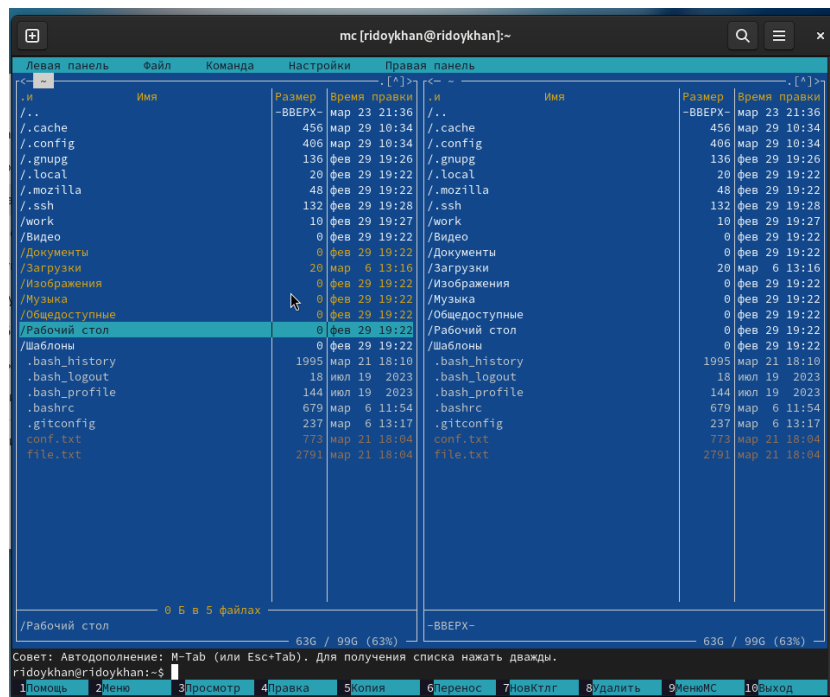 mc [ridoykhan@ridoykhan]:~
Левая панель Файл Команда Настройки Правая панель
<— ~ .[^]> <— ~ .[^]>
.и Имя Размер Время правки .и Имя Размер Время правки
/.. -ВВЕРХ- мар 23 21:36 /.. -ВВЕРХ- мар 23 21:36
/.cache 456 мар 29 10:34 /.cache 456 мар 29 10:34
/.config 406 мар 29 10:34 /.config 406 мар 29 10:34
/.gnupg 136 фев 29 19:26 /.gnupg 136 фев 29 19:26
/.local 20 фев 29 19:22 /.local 20 фев 29 19:22
/.mozilla 48 фев 29 19:22 /.mozilla 48 фев 29 19:22
/.ssh 132 фев 29 19:28 /.ssh 132 фев 29 19:28
/work 10 фев 29 19:27 /work 10 фев 29 19:27
/Видео 0 фев 29 19:22 /Видео 0 фев 29 19:22
/Документы 0 фев 29 19:22 /Документы 0 фев 29 19:22
/Загрузки 20 мар 6 13:16 /Загрузки 20 мар 6 13:16
/Изображения 0 фев 29 19:22 /Изображения 0 фев 29 19:22
/Музыка 0 фев 29 19:22 /Музыка 0 фев 29 19:22
/Общедоступные 0 фев 29 19:22 /Общедоступные 0 фев 29 19:22
/Рабочий стол 0 фев 29 19:22 /Рабочий стол 0 фев 29 19:22
/Шаблоны 0 фев 29 19:22 /Шаблоны 0 фев 29 19:22
.bash_history 1995 мар 21 18:10 .bash_history 1995 мар 21 18:10
.bash_logout 18 июл 19 2023 .bash_logout 18 июл 19 2023
.bash_profile 144 июл 19 2023 .bash_profile 144 июл 19 2023
.bashrc 679 мар 6 11:54 .bashrc 679 мар 6 11:54
.gitconfig 237 мар 6 13:17 .gitconfig 237 мар 6 13:17
conf.txt 773 мар 21 18:04 conf.txt 773 мар 21 18:04
file.txt 2791 мар 21 18:04 file.txt 2791 мар 21 18:04
0 Б в 5 файлах
/Рабочий стол -ВВЕРХ-
63G / 99G (63%) 63G / 99G (63%)
Совет: Автодополнение: M-Tab (или Esc+Tab). Для получения списка нажать дважды.
ridoykhan@ridoykhan:~$
1Помощь 2Меню 3Просмотр 4Правка 5Копия 6Перенос 7НовКтлг 8Удалить 9МенюMC 10Выход